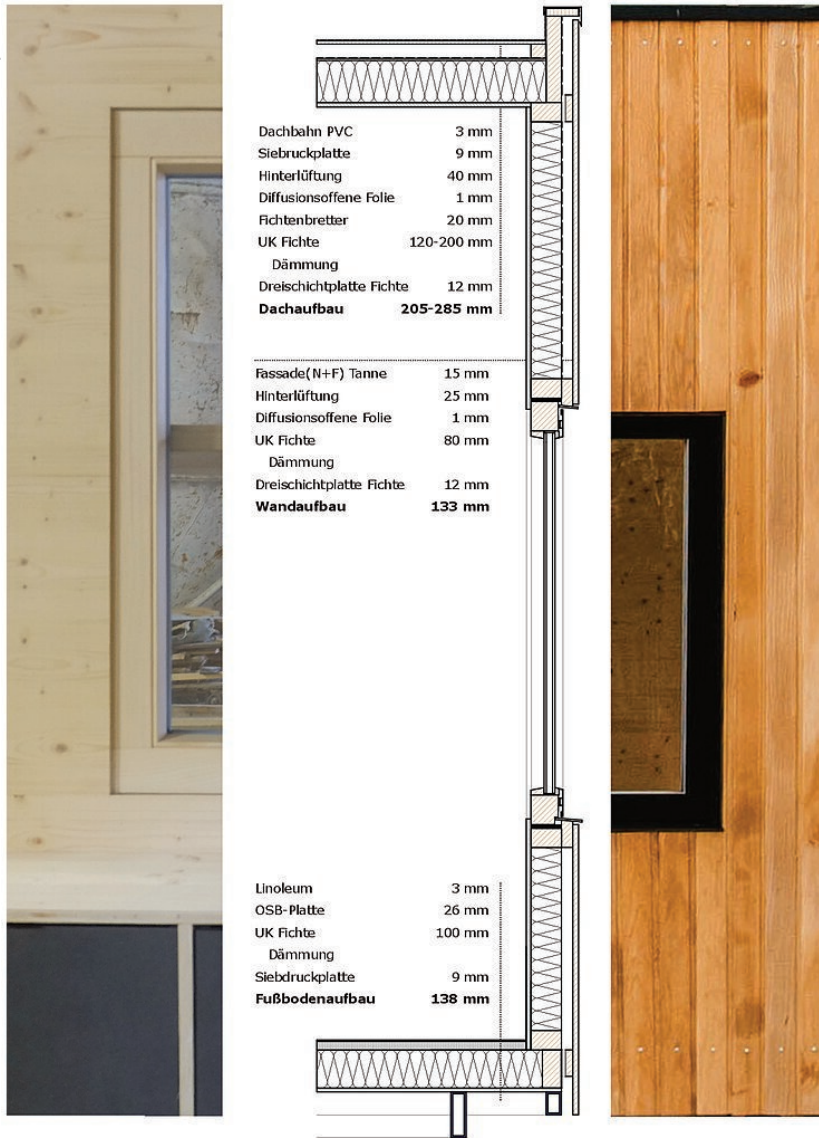 Dachbahn PVC 3 mm
Siebruckplatte 9 mm
Hinterlüftung 40 mm
Diffusionsoffene Folie 1 mm
Fichtenbretter 20 mm
UK Fichte 120-200 mm
Dämmung
Dreischichtplatte Fichte 12 mm
Dachaufbau 205-285 mm
Fassade(N+F) Tanne 15 mm
Hinterlüftung 25 mm
Diffusionsoffene Folie 1 mm
UK Fichte 80 mm
Dämmung
Dreischichtplatte Fichte 12 mm
Wandaufbau 133 mm
Linoleum 3 mm
OSB-Platte 26 mm
UK Fichte 100 mm
Dämmung
Siebdruckplatte 9 mm
Fußbodenaufbau 138 mm